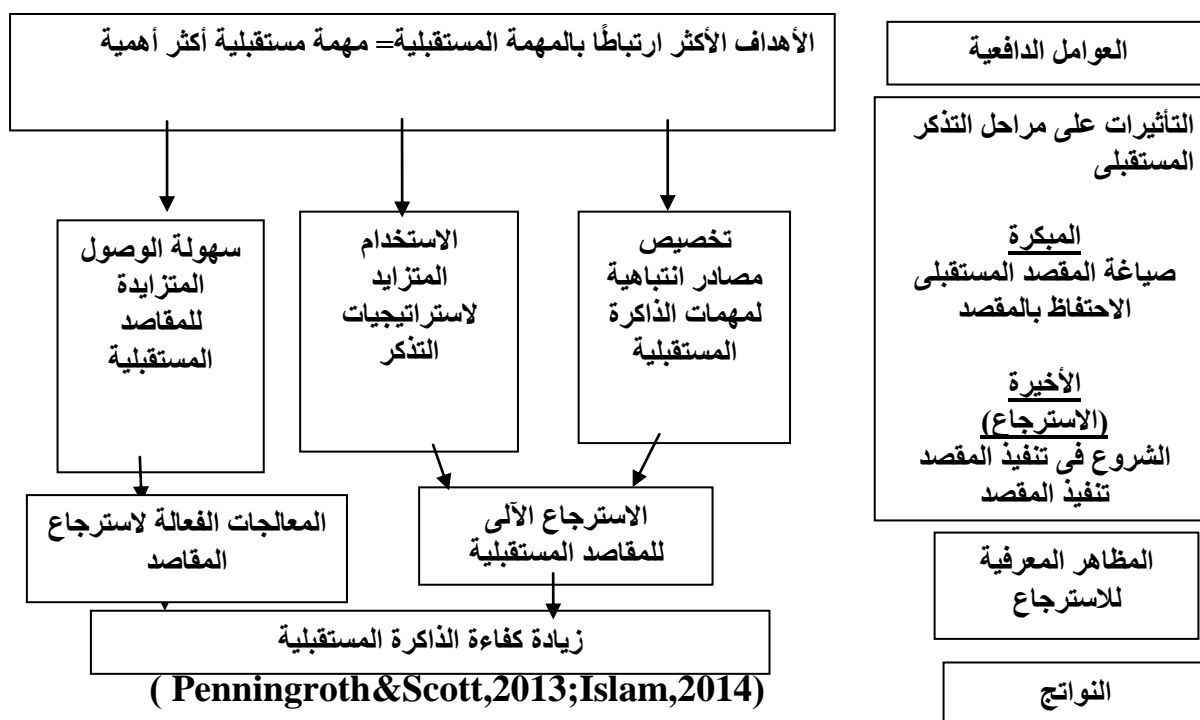 العوامل الدافعية
الأهداف الأكثر ارتباطًا بالمهمة المستقبلية= مهمة مستقبلية أكثر أهمية
التأثيرات على مراحل التذكر
المستقبلى
المبكرة
صياغة المقصد المستقبلى
الاحتفاظ بالمقصد
الأخيرة
(الاسترجاع)
الشروع فى تنفيذ المقصد
تنفيذ المقصد
تخصيص
مصادر انتباهية
لمهمات الذاكرة
المستقبلية
الاستخدام
المتزايد
لاستراتيجيات
التذكر
سهولة الوصول
المتزايدة
للمقاصد
المستقبلية
المظاهر المعرفية
للاسترجاع
الاسترجاع الآلى
للمقاصد المستقبلية
المعالجات الفعالة لاسترجاع
المقاصد
النواتج
زيادة كفاءة الذاكرة المستقبلية
( Penningroth&Scott,2013;Islam,2014)